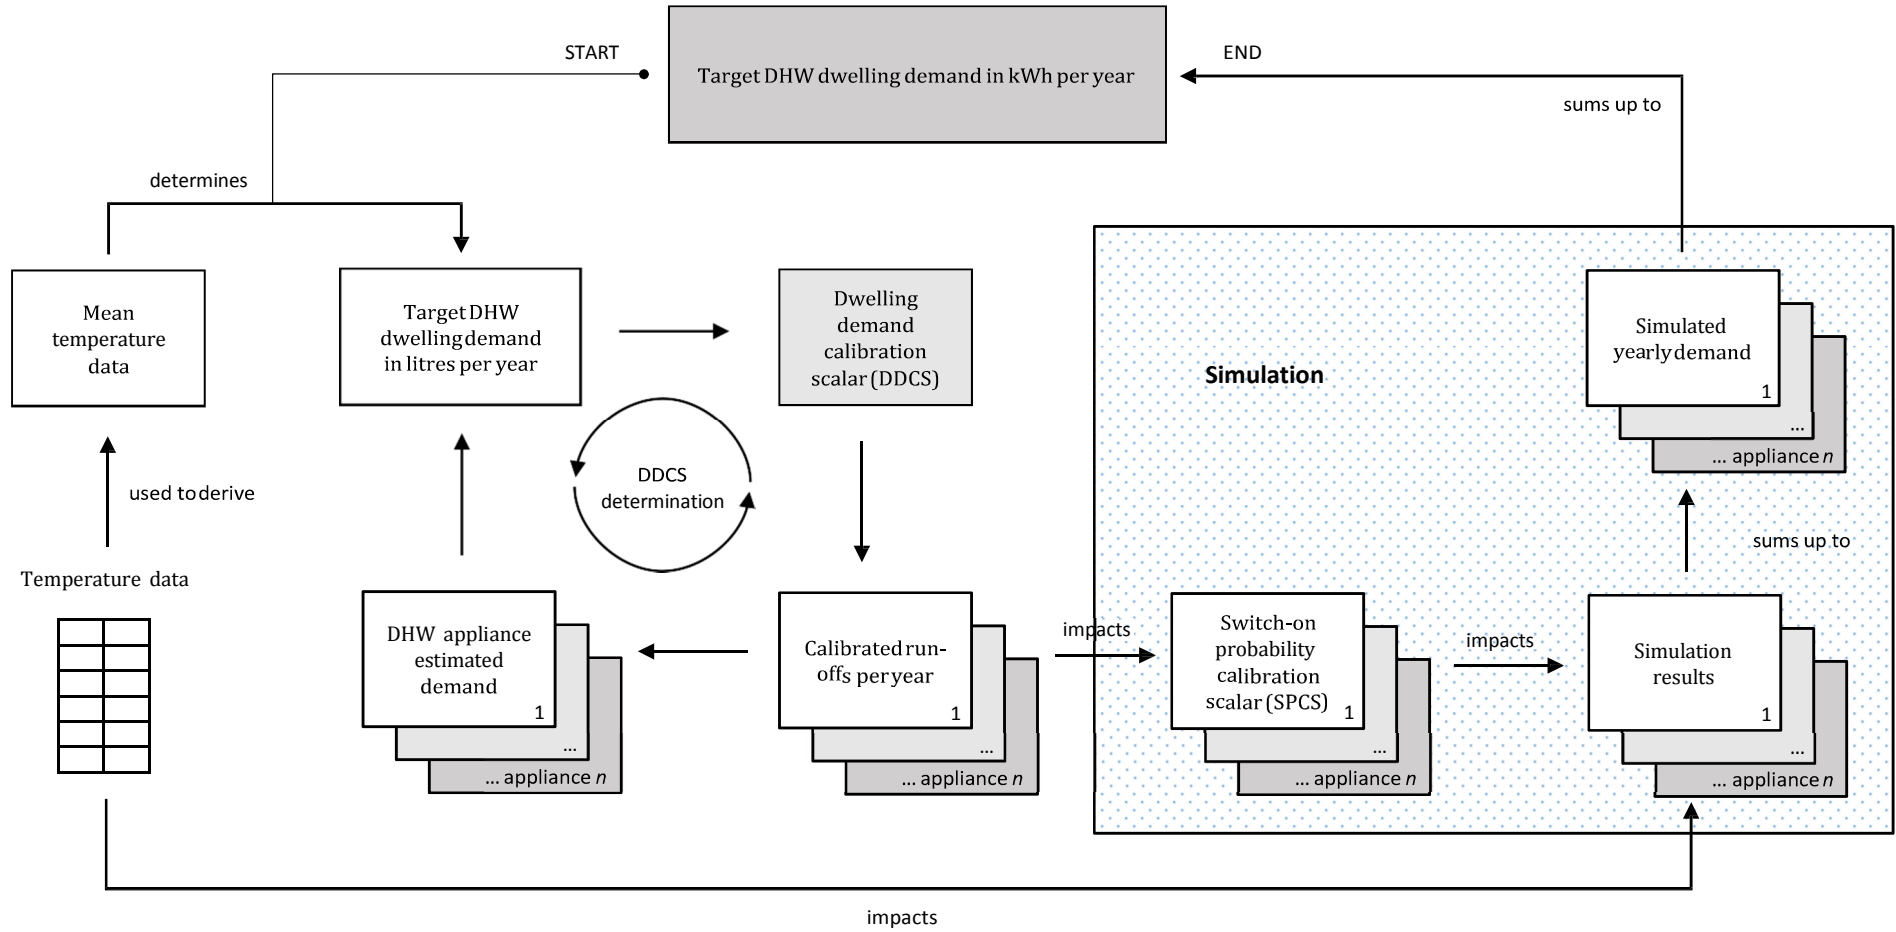 START
Target DHW dwelling demand in kWh per year
END
sums up to
determines
Mean
temperature
data
Target DHW
dwelling demand
in litres per year
Dwelling
demand
calibration
scalar (DDCS)
Simulation
Simulated
yearly demand
1
...
... appliance n
used to derive
DDCS
determination
sums up to
Temperature data
DHW appliance
estimated
demand
1
...
... appliance n
Calibrated run-
offs per year
1
...
... appliance n
impacts
Switch-on
probability
calibration
scalar (SPCS)
1
...
... appliance n
impacts
Simulation
results
1
...
... appliance n
impacts